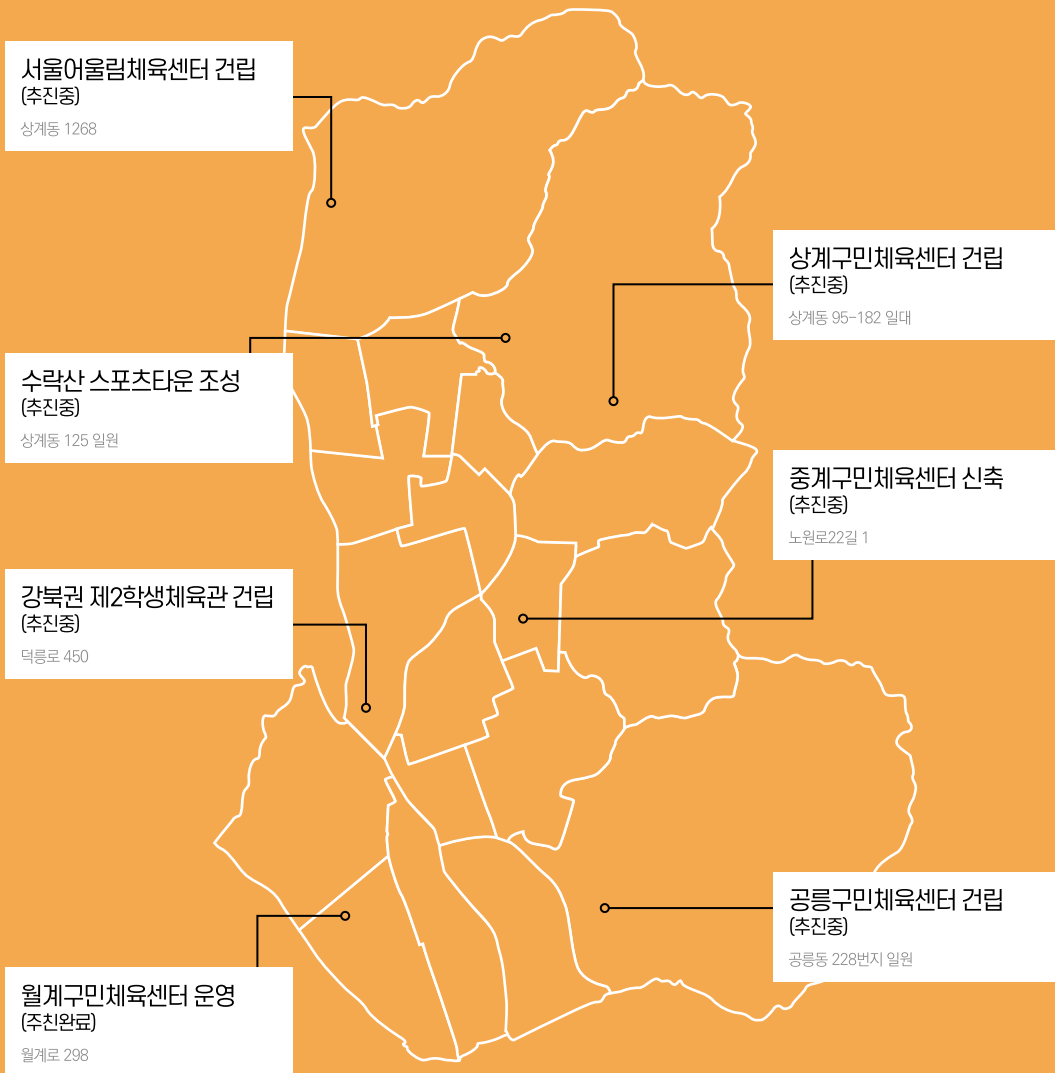 서울어울림체육센터 건립
(추진중)
상계동 1268
상계구민체육센터 건립
(추진중)
상계동 95-182 일대
수락산 스포츠타운 조성
(추진중)
상계동 125 일원
중계구민체육센터 신축
(추진중)
노원로22길 1
강북권 제2학생체육관 건립
(추진중)
덕릉로 450
공릉구민체육센터 건립
(추진중)
공릉동 228번지 일원
월계구민체육센터 운영
(주친완료)
월계로 298